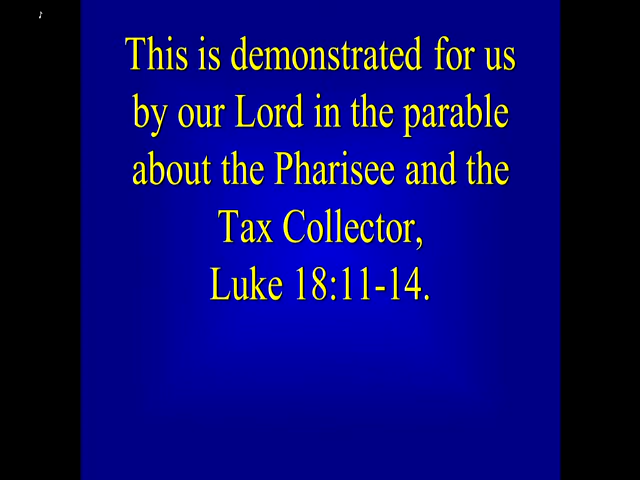 This is demonstrated for us
by our Lord in the parable
about the Pharisee and the
Tax Collector,
Luke 18:11-14.